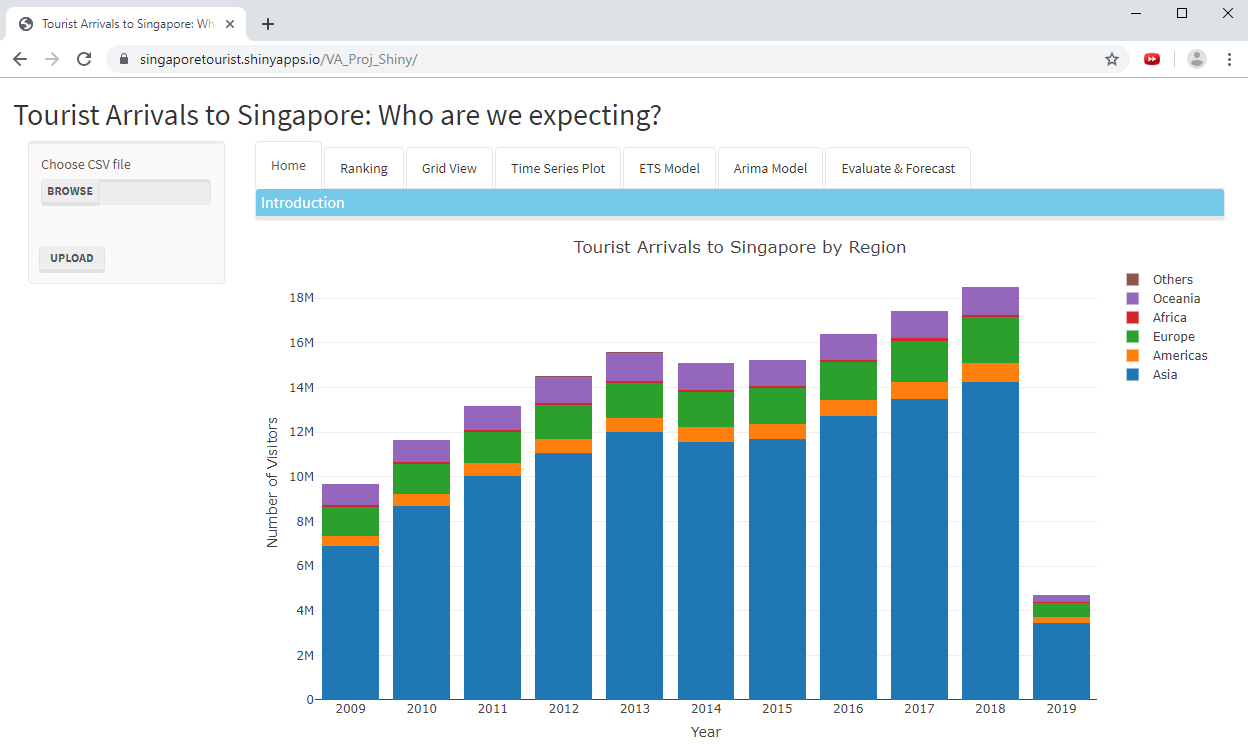 Tourist Arrivals to Singapore: Wh
singaporetourist.shinyapps.io/VA_Proj_Shiny/
Tourist Arrivals to Singapore: Who are we expecting?
Choose CSV file
BROWSE
UPLOAD
Home Ranking Grid View Time Series Plot ETS Model Arima Model Evaluate & Forecast
Introduction
Tourist Arrivals to Singapore by Region
Others
Oceania
Africa
Europe
Americas
Asia
18M
16M
14M
12M
10M
8M
6M
4M
2M
0
Number of Visitors
2009 2010 2011 2012 2013 2014 2015 2016 2017 2018 2019
Year